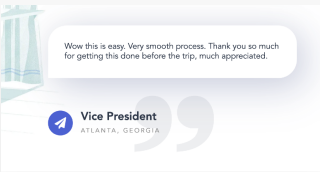 Wow this is easy. Very smooth process. Thank you so much
for getting this done before the trip, much appreciated.
Vice President
ATLANTA, GEORGIA